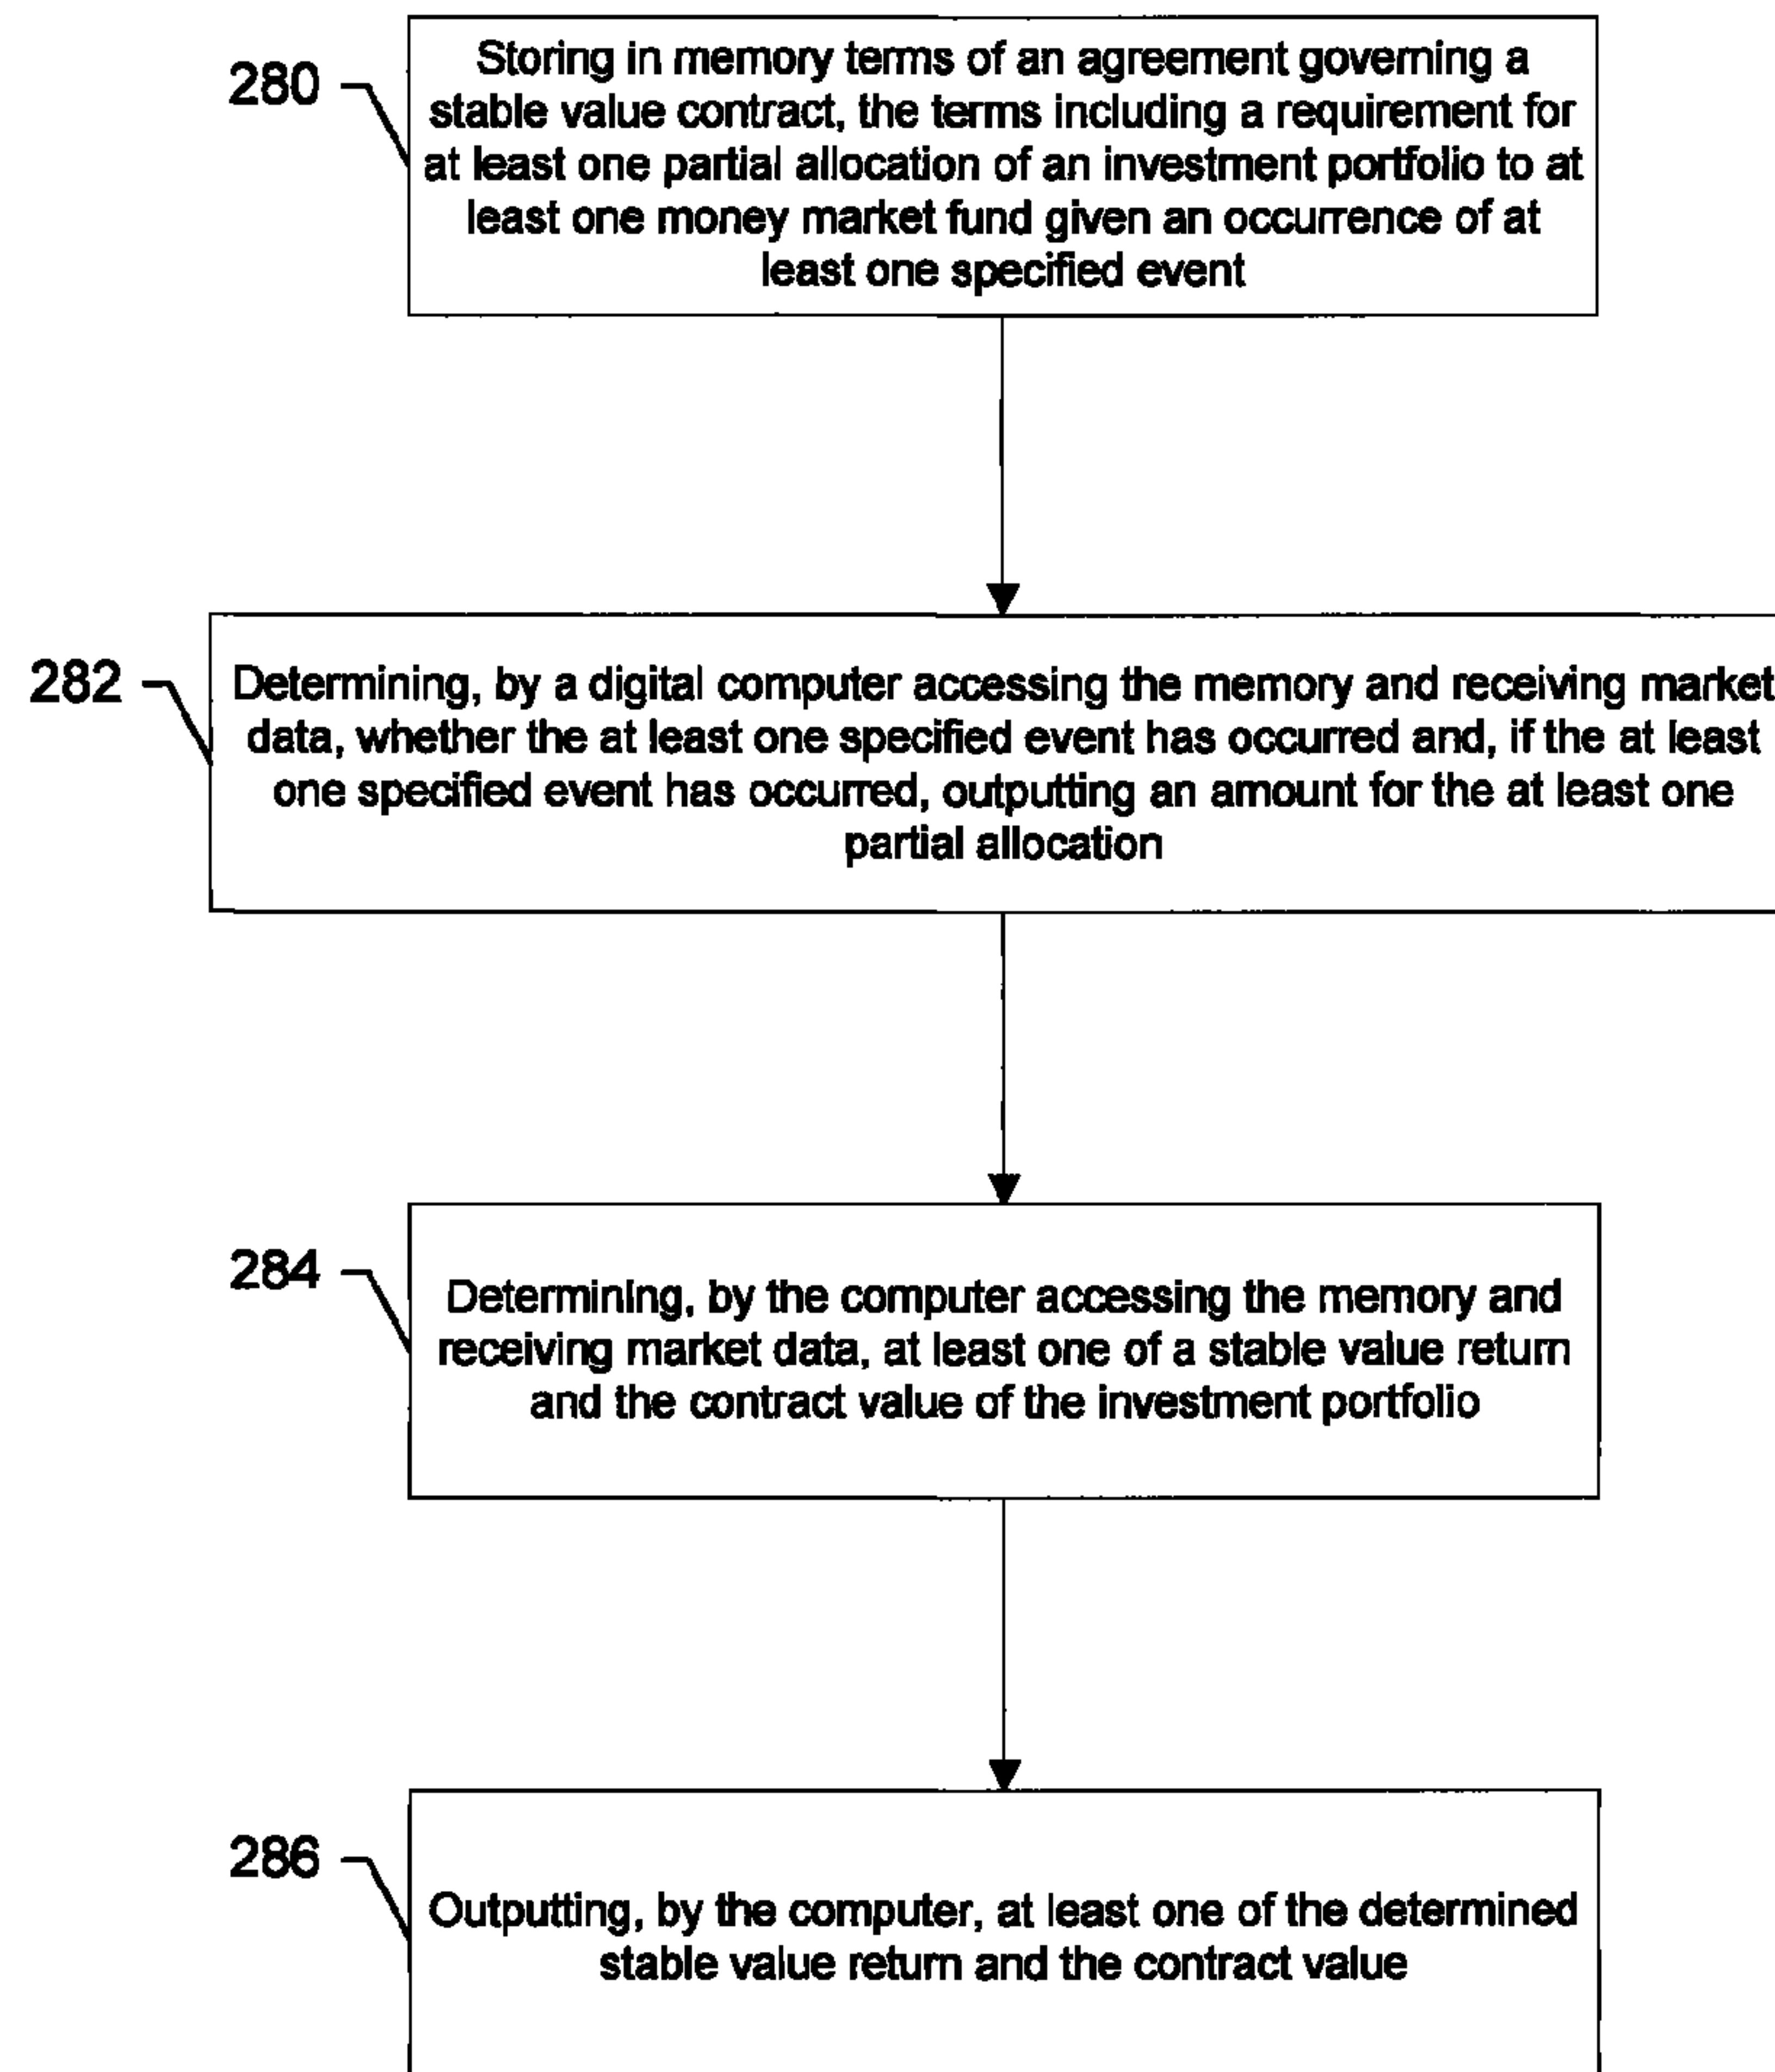 280
Storing in memory terms of an agreement governing a
stable value contract, the terms including a requirement for
at least one partial allocation of an investment portfolio to at
least one money market fund given an occurrence of at
least one specified event
282
Determining, by a digital computer accessing the memory and receiving market
data, whether the at least one specified event has occurred and, if the at least
one specified event has occurred, outputting an amount for the at least one
partial allocation
284
Determining, by the computer accessing the memory and
receiving market data, at least one of a stable value return
and the contract value of the investment portfolio
286
Outputting, by the computer, at least one of the determined
stable value return and the contract value